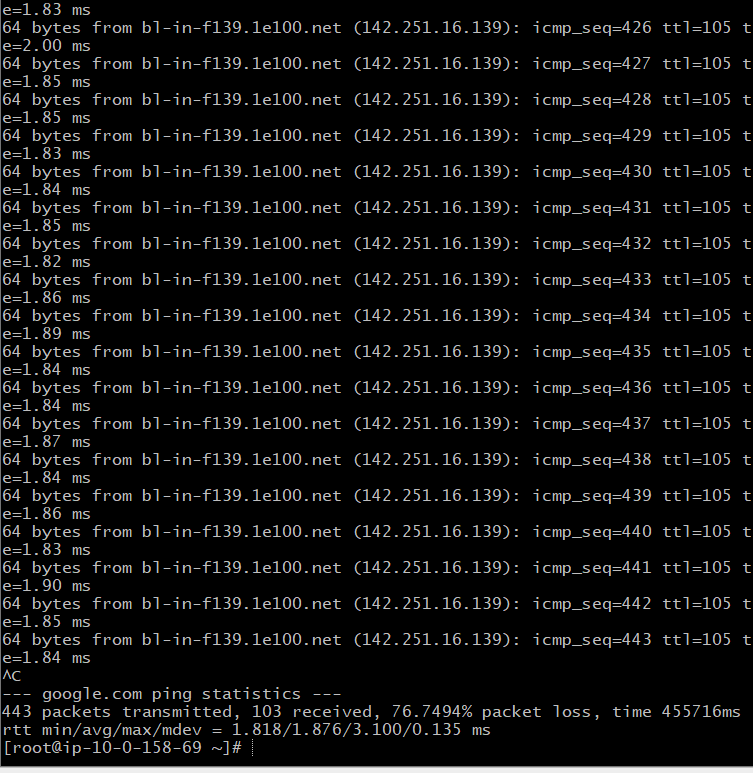 e=1.83 ms
64 bytes from bl-in-f139.1e100.net (142.251.16.139): icmp_seq=426 ttl=105 t
e=2.00 ms
64 bytes from bl-in-f139.1e100.net (142.251.16.139): icmp_seq=427 ttl=105 t
e=1.85 ms
64 bytes from bl-in-f139.1e100.net (142.251.16.139): icmp_seq=428 ttl=105 t
e=1.85 ms
64 bytes from bl-in-f139.1e100.net (142.251.16.139): icmp_seq=429 ttl=105 t
e=1.83 ms
64 bytes from bl-in-f139.1e100.net (142.251.16.139): icmp_seq=430 ttl=105 t
e=1.84 ms
64 bytes from bl-in-f139.1e100.net (142.251.16.139): icmp_seq=431 ttl=105 t
e=1.85 ms
64 bytes from bl-in-f139.1e100.net (142.251.16.139): icmp_seq=432 ttl=105 t
e=1.82 ms
64 bytes from bl-in-f139.1e100.net (142.251.16.139): icmp_seq=433 ttl=105 t
e=1.86 ms
64 bytes from bl-in-f139.1e100.net (142.251.16.139): icmp_seq=434 ttl=105 t
e=1.89 ms
64 bytes from bl-in-f139.1e100.net (142.251.16.139): icmp_seq=435 ttl=105 t
e=1.84 ms
64 bytes from bl-in-f139.1e100.net (142.251.16.139): icmp_seq=436 ttl=105 t
e=1.84 ms
64 bytes from bl-in-f139.1e100.net (142.251.16.139): icmp_seq=437 ttl=105 t
e=1.87 ms
64 bytes from bl-in-f139.1e100.net (142.251.16.139): icmp_seq=438 ttl=105 t
e=1.84 ms
64 bytes from bl-in-f139.1e100.net (142.251.16.139): icmp_seq=439 ttl=105 t
e=1.86 ms
64 bytes from bl-in-f139.1e100.net (142.251.16.139): icmp_seq=440 ttl=105 t
e=1.83 ms
64 bytes from bl-in-f139.1e100.net (142.251.16.139): icmp_seq=441 ttl=105 t
e=1.90 ms
64 bytes from bl-in-f139.1e100.net (142.251.16.139): icmp_seq=442 ttl=105 t
e=1.85 ms
64 bytes from bl-in-f139.1e100.net (142.251.16.139): icmp_seq=443 ttl=105 t
e=1.84 ms
^C
--- google.com ping statistics ---
443 packets transmitted, 103 received, 76.7494% packet loss, time 455716ms
rtt min/avg/max/mdev = 1.818/1.876/3.100/0.135 ms
[root@ip-10-0-158-69 ~]#